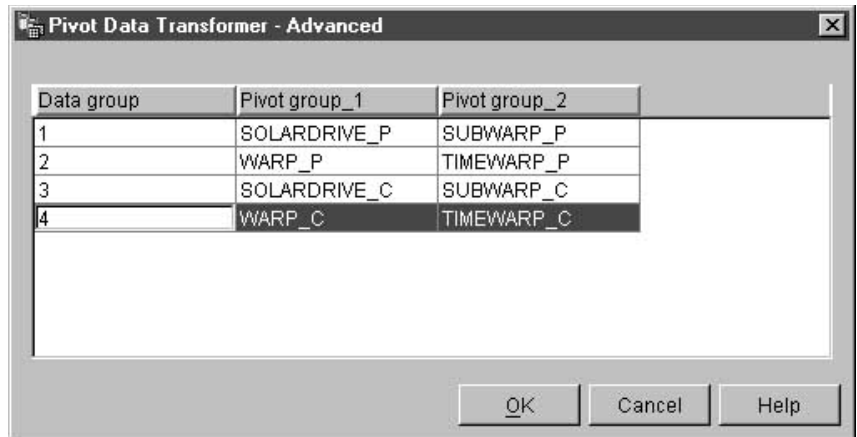 Pivot Data Transformer - Advanced
Data group Pivot group_1 Pivot group_2
1 SOLARDRIVE_P SUBWARP_P
2 WARP_P TIMEWARP_P
3 SOLARDRIVE_C SUBWARP_C
4 WARP_C TIMEWARP_C
OK Cancel Help